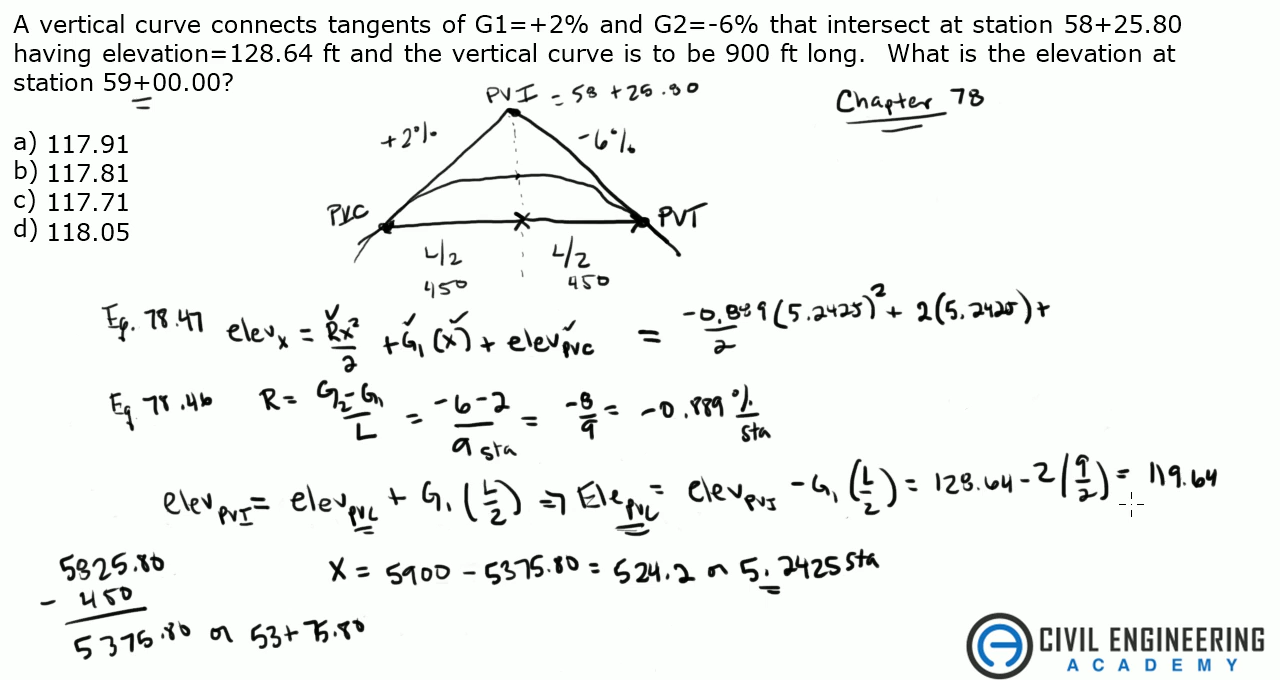 A vertical curve connects tangents of G1=+2% and G2=-6% that intersect at station 58+25.80
having elevation=128.64 ft and the vertical curve is to be 900 ft long. What is the elevation at
station 59+00.00?
PVI = 58 + 25.80
Chapter 78
a) 117.91
b) 117.81
c) 117.71
d) 118.05
+2%
-6%
PVC
PVT
L/2
L/2
450
450
Eq. 78.47 elevx = Rx²/2 + G1 (x) + elevPVC = -0.889/2 (5.2425)² + 2(5.2425) +
Eq 78.46 R = G2-G1/L = -6-2/9 sta = -8/9 = -0.889 %/sta
elevPVI = elevPVC + G1 (L/2) => ElePVC = elevPVI - G1 (L/2) = 128.64 - 2(9/2) = 119.64
5825.80
- 450
5375.80 or 53+75.80
X = 5900 - 5375.80 = 524.2 or 5.2425 sta
CIVIL ENGINEERING
ACADEMY